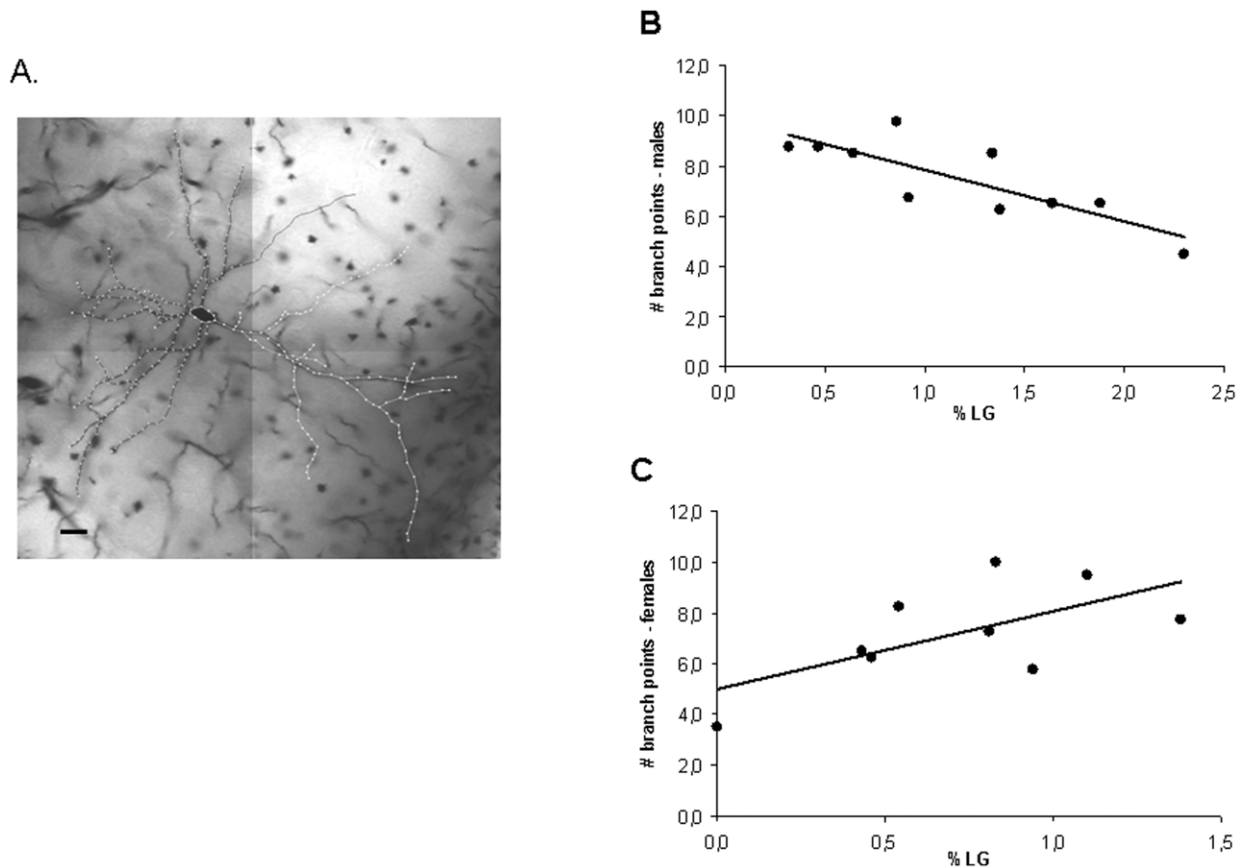 A.
B
# branch points - males
12,0
10,0
8,0
6,0
4,0
2,0
0,0
0,0 0,5 1,0 1,5 2,0 2,5
% LG
C
# branch points - females
12,0
10,0
8,0
6,0
4,0
2,0
0,0
0,0 0,5 1,0 1,5
% LG